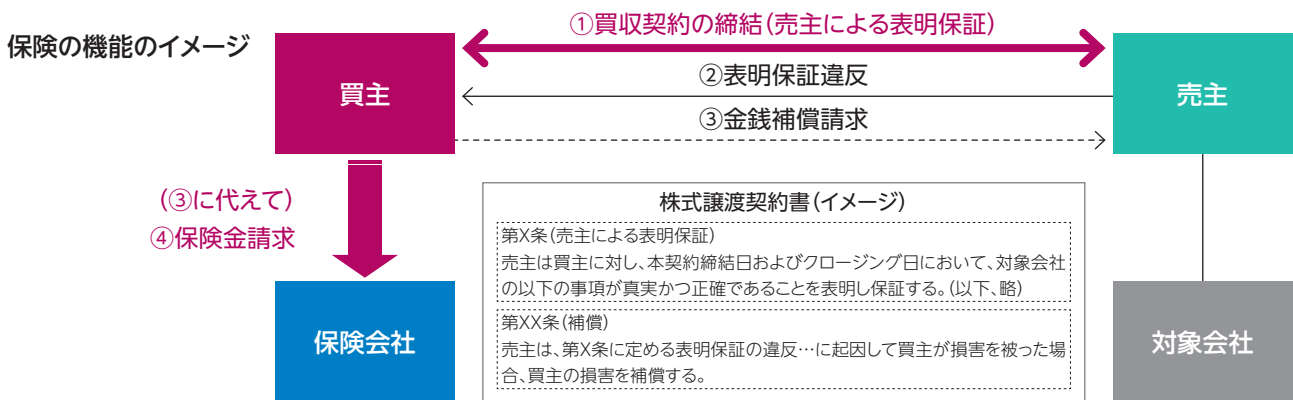 保険の機能のイメージ
①買収契約の締結(売主による表明保証)
買主
②表明保証違反
売主
③金銭補償請求
(③に代えて)
④保険金請求
株式譲渡契約書(イメージ)
第X条(売主による表明保証)
売主は買主に対し、本契約締結日およびクロージング日において、対象会社
の以下の事項が真実かつ正確であることを表明し保証する。(以下、略)
第XX条(補償)
売主は、第X条に定める表明保証の違反…に起因して買主が損害を被った場
合、買主の損害を補償する。
保険会社
対象会社